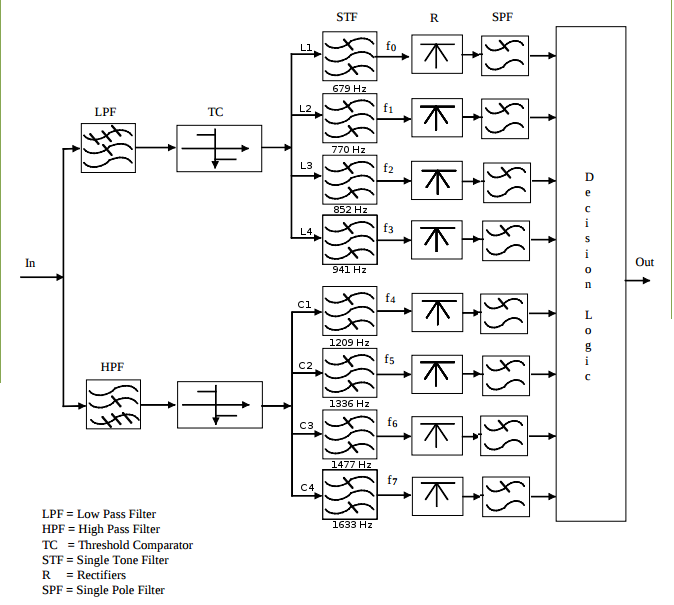 STF R SPF
L1 f0
679 Hz
LPF TC
L2 f1
770 Hz
L3 f2
852 Hz
L4 f3
941 Hz
In
Decision Logic
Out
C1 f4
1209 Hz
HPF
C2 f5
1336 Hz
C3 f6
1477 Hz
C4 f7
1633 Hz
LPF = Low Pass Filter
HPF = High Pass Filter
TC = Threshold Comparator
STF = Single Tone Filter
R = Rectifiers
SPF = Single Pole Filter